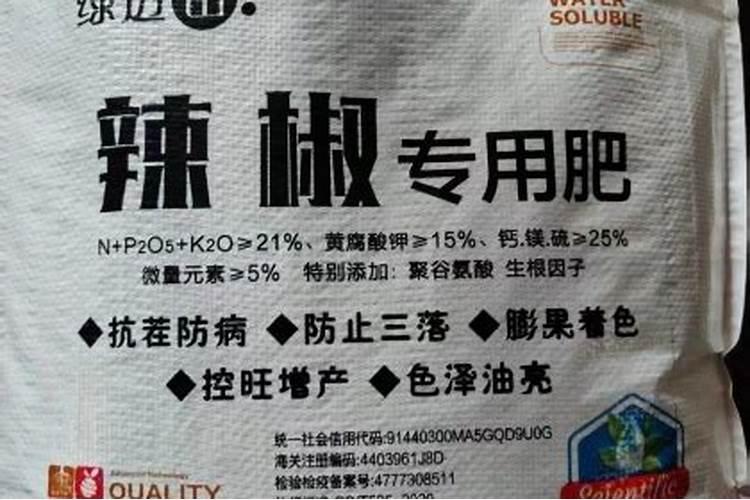 绿迈
WATER
SOLUBLE
辣椒专用肥
N+P2O5+K2O≥21%、黄腐酸钾≥15%、钙.镁.硫≥25%
微量元素≥5% 特别添加：聚谷氨酸 生根因子
◆抗茬防病 ◆防止三落 ◆膨果着色
◆控旺增产 ◆色泽油亮
统一社会信用代码:91440300MA5GQD9U0G
海关注册编码:4403961J8D
检验检疫备案号:4777308511
QUALITY
Scientific